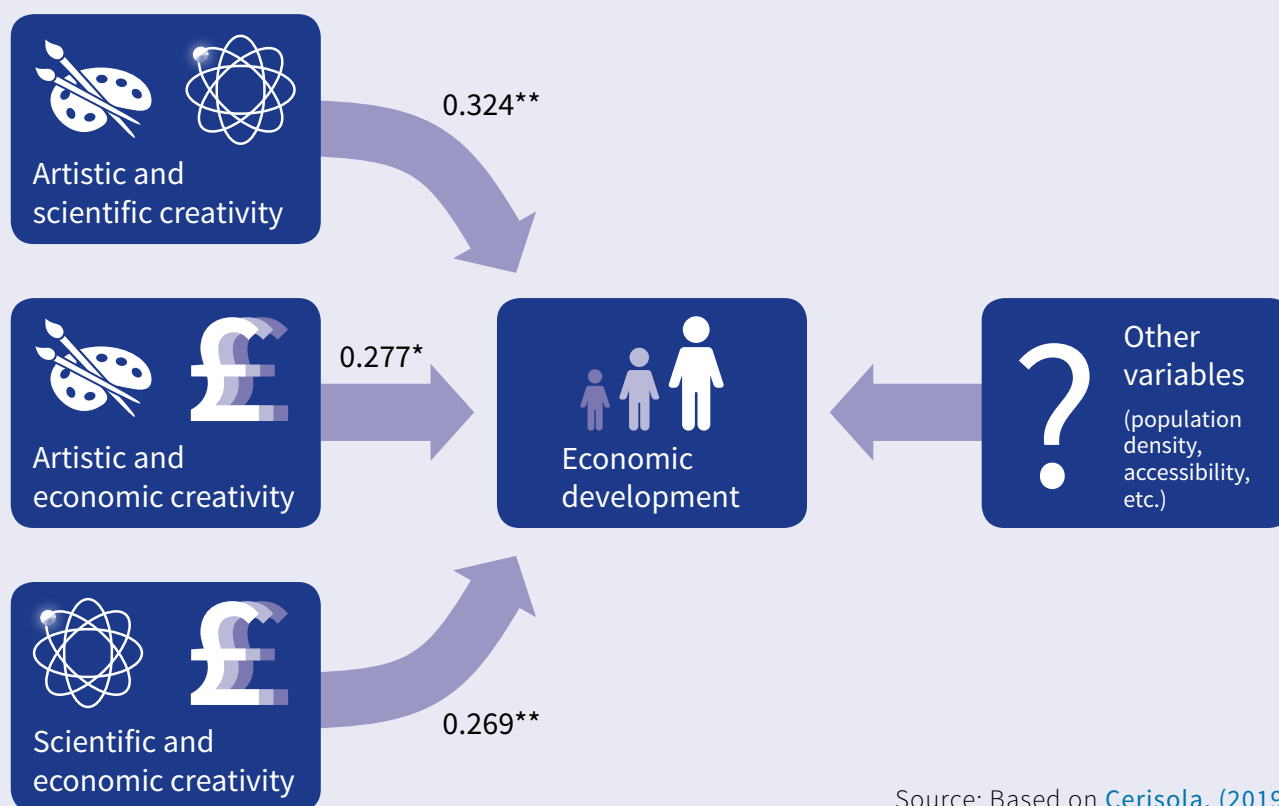 0.324**
Artistic and
scientific creativity
0.277*
Artistic and
economic creativity
Economic
development
Other
variables
(population
density,
accessibility,
etc.)
?
£
£
0.269**
Scientific and
economic creativity
Source: Based on Cerisola, (2019